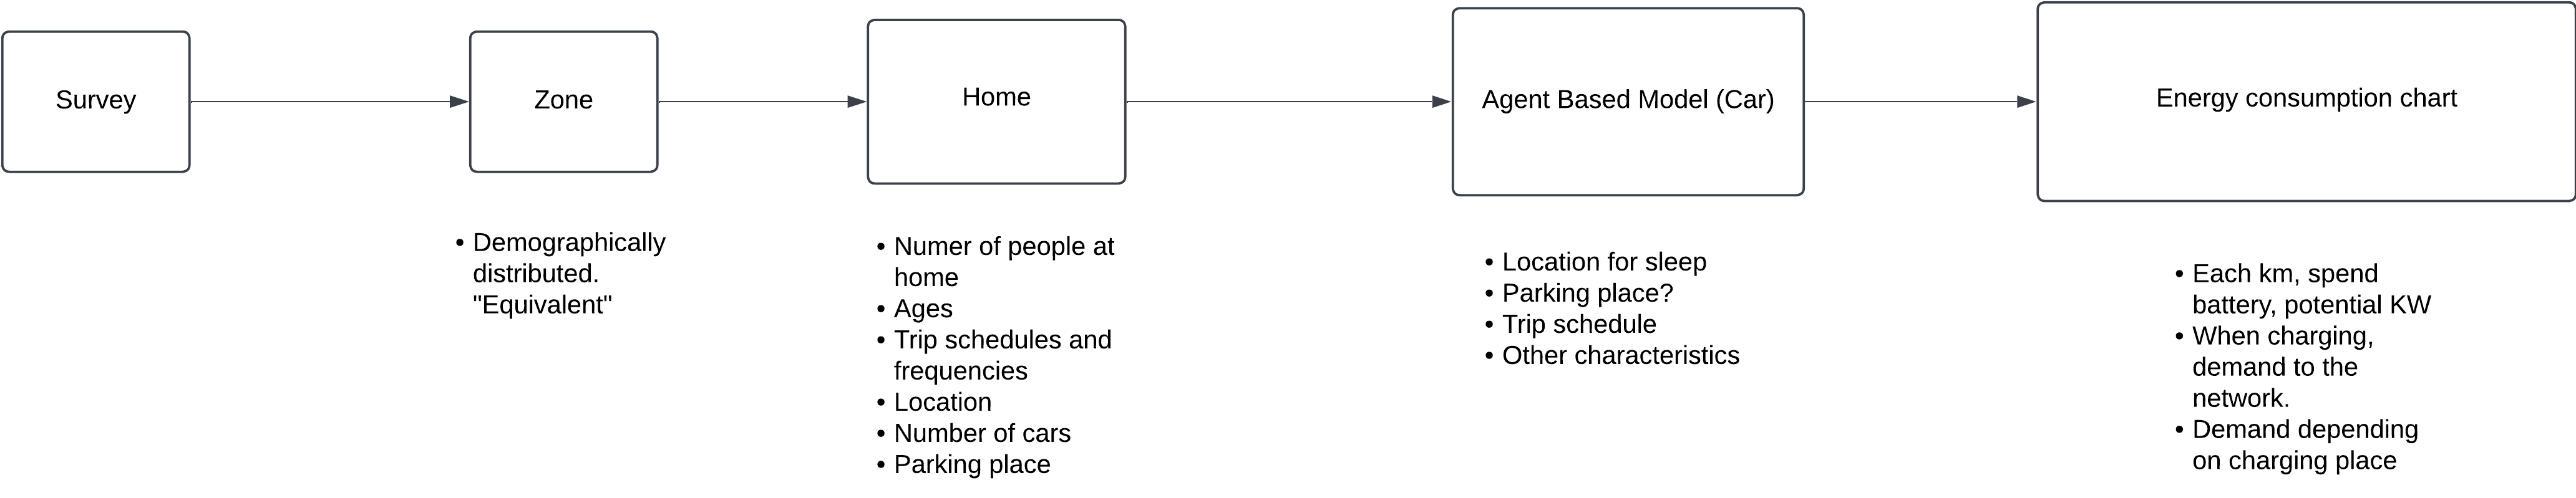 Survey
Zone
Home
Agent Based Model (Car)
Energy consumption chart
• Demographically
distributed.
"Equivalent"
• Numer of people at
home
• Ages
• Trip schedules and
frequencies
• Location
• Number of cars
• Parking place
• Location for sleep
• Parking place?
• Trip schedule
• Other characteristics
• Each km, spend
battery, potential KW
• When charging,
demand to the
network.
• Demand depending
on charging place